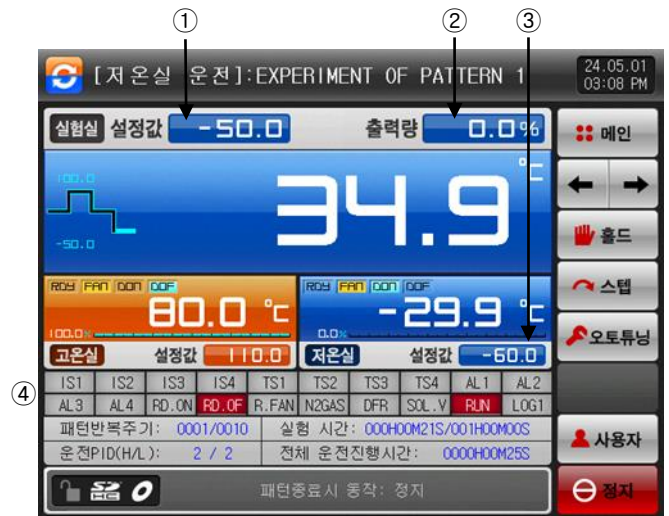 ① ② ③
[저온실 운전]:EXPERIMENT OF PATTERN 1
24.05.01
03:08 PM
실험실 설정값 -50.0 출력량 0.0%
메인
100.0
-50.0
34.9 ℃
홀드
스텝
오토튜닝
RDY FAN DON DOF
80.0 ℃
100.0%
RDY FAN DON DOF
-29.9 ℃
0.0%
고온실 설정값 110.0
저온실 설정값 -60.0
④
IS1 IS2 IS3 IS4 TS1 TS2 TS3 TS4 AL1 AL2
AL3 AL4 RD.ON RD.OF R.FAN N2GAS DFR SOL.V RUN LOG1
패턴반복주기: 0001/0010 실험 시간: 000H00M21S/001H00M00S
운전PID(H/L): 2 / 2 전체 운전진행시간: 0000H00M25S
사용자
패턴종료시 동작: 정지
정지